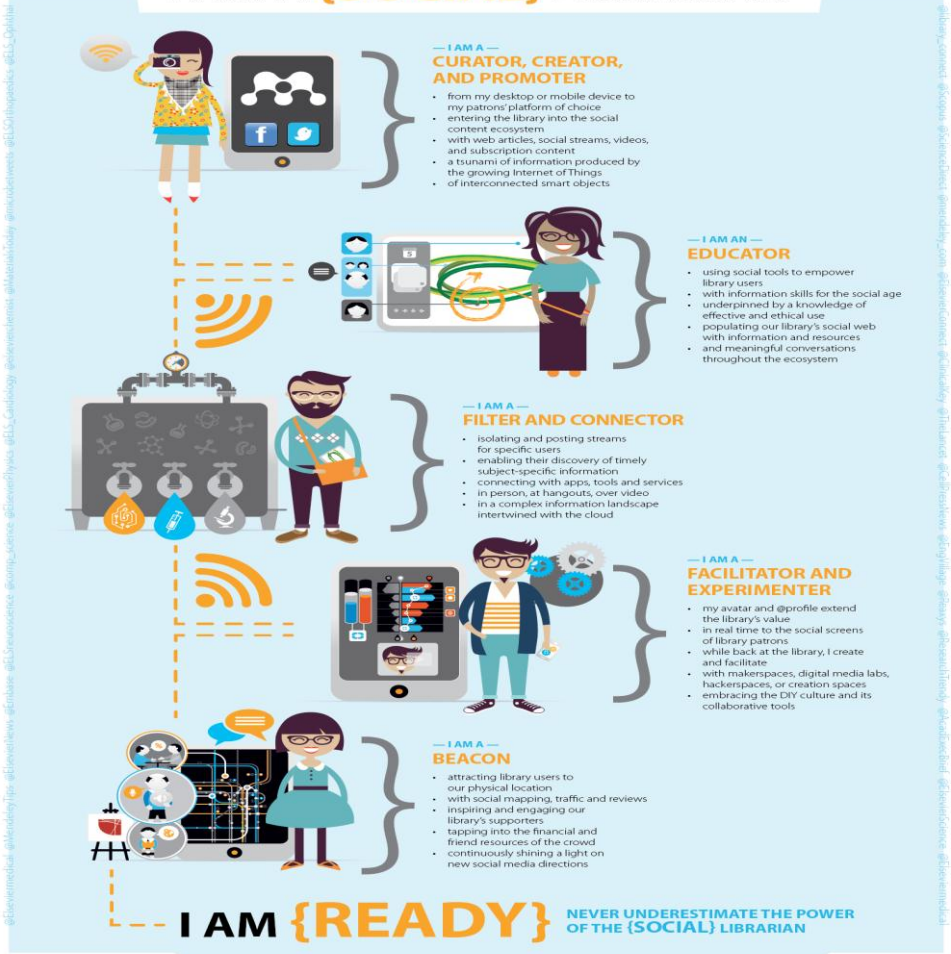 — I AM A —
CURATOR, CREATOR,
AND PROMOTER
• from my desktop or mobile device to
my patrons' platform of choice
• entering the library into the social
content ecosystem
• with web articles, social streams, videos,
and subscription content
• a tsunami of information produced by
the growing Internet of Things
• of interconnected smart objects
f
— I AM AN —
EDUCATOR
• using social tools to empower
library users
• with information skills for the social age
• underpinned by a knowledge of
effective and ethical use
• populating our library's social web
with information and resources
• and meaningful conversations
throughout the ecosystem
5
— I AM A —
FILTER AND CONNECTOR
• isolating and posting streams
for specific users
• enabling their discovery of timely
subject-specific information
• connecting with apps, tools and services
• in person, at hangouts, over video
• in a complex information landscape
intertwined with the cloud
— I AM A —
FACILITATOR AND
EXPERIMENTER
• my avatar and @profile extend
the library's value
• in real time to the social screens
of library patrons
• while back at the library, I create
and facilitate
• with makerspaces, digital media labs,
hackerspaces, or creation spaces
• embracing the DIY culture and its
collaborative tools
— I AM A —
BEACON
• attracting library users to
our physical location
• with social mapping, traffic and reviews
• inspiring and engaging our
library's supporters
• tapping into the financial and
friend resources of the crowd
• continuously shining a light on
new social media directions
I AM {READY}
NEVER UNDERESTIMATE THE POWER
OF THE {SOCIAL} LIBRARIAN